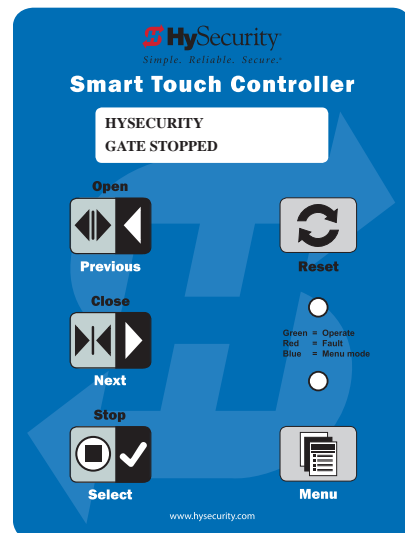 HySecurity
Simple. Reliable. Secure.®
Smart Touch Controller
HYSECURITY
GATE STOPPED
Open
Previous
Reset
Close
Next
Green = Operate
Red = Fault
Blue = Menu mode
Stop
Select
Menu
www.hysecurity.com